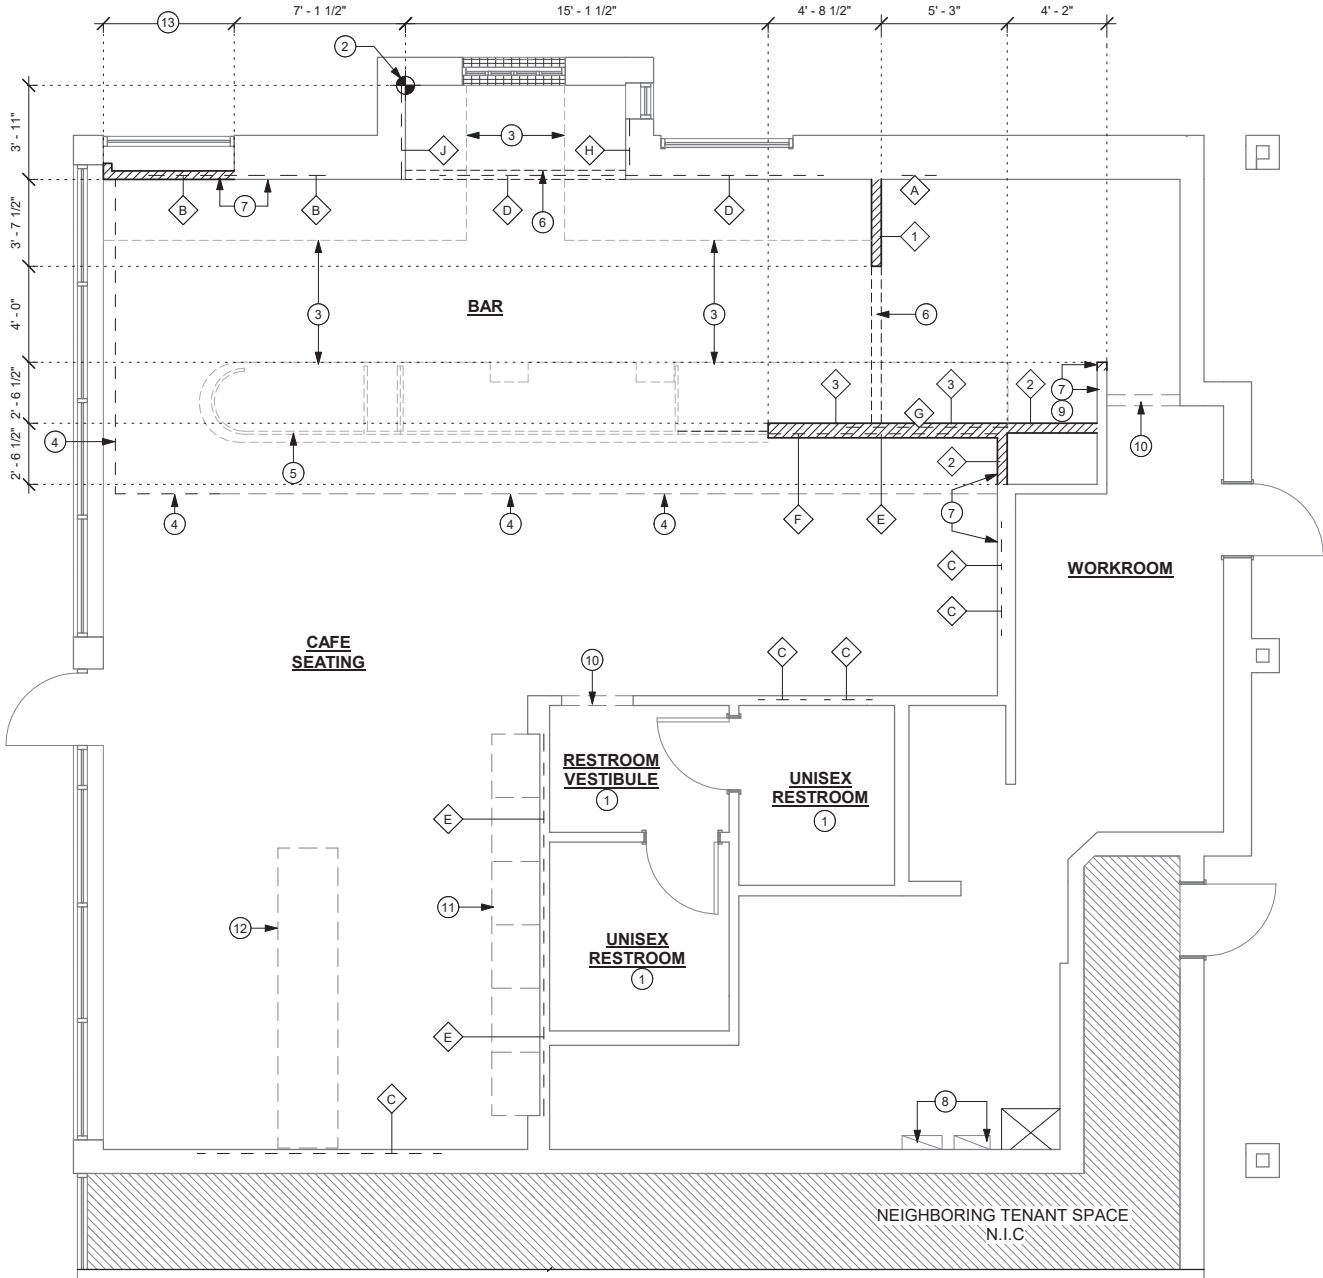 13
7' - 1 1/2"
15' - 1 1/2"
4' - 8 1/2"
5' - 3"
4' - 2"
2
3' - 11"
3
J
H
B
7
B
D
6
D
A
1
3' - 7 1/2"
BAR
3
3
6
4' - 0"
2' - 6 1/2"
3
3
2
7
9
G
4
5
2
10
2' - 6 1/2"
4
4
4
F
E
7
C
WORKROOM
C
CAFE
SEATING
10
C
C
RESTROOM
VESTIBULE
1
UNISEX
RESTROOM
1
E
11
12
UNISEX
RESTROOM
1
E
C
8
NEIGHBORING TENANT SPACE
N.I.C